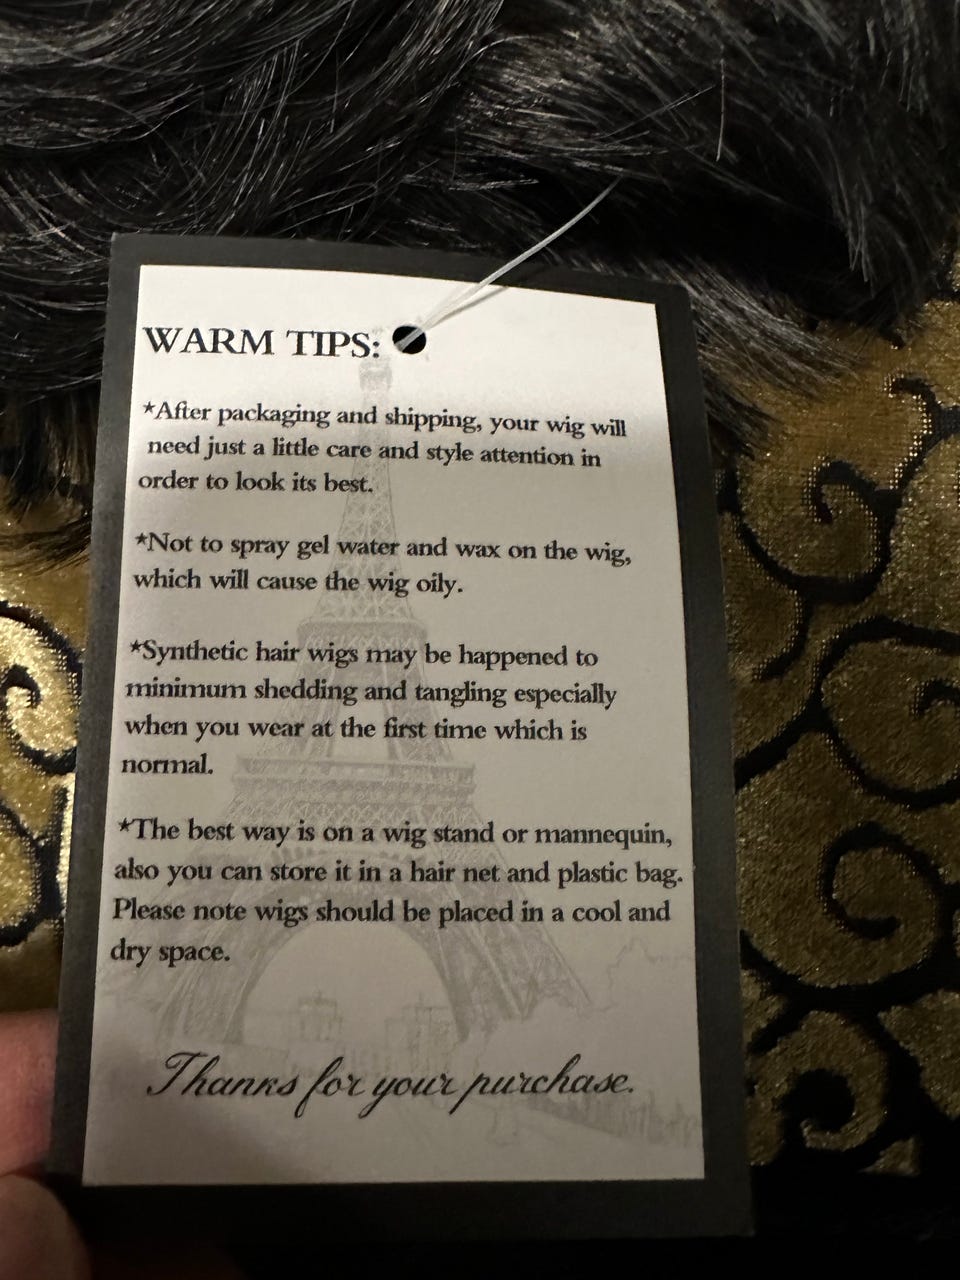 WARM TIPS:
*After packaging and shipping, your wig will
need just a little care and style attention in
order to look its best.
*Not to spray gel water and wax on the wig,
which will cause the wig oily.
*Synthetic hair wigs may be happened to
minimum shedding and tangling especially
when you wear at the first time which is
normal.
*The best way is on a wig stand or mannequin,
also you can store it in a hair net and plastic bag.
Please note wigs should be placed in a cool and
dry space.
Thanks for your purchase.